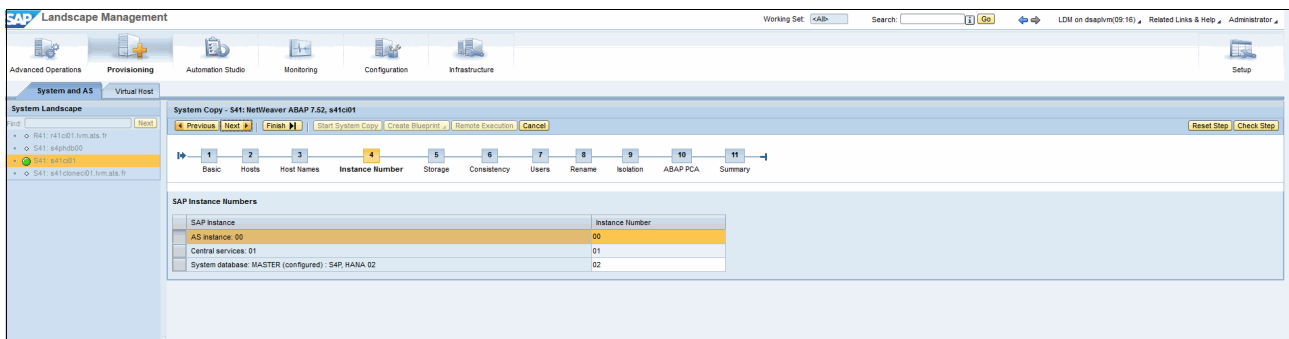 SAP Landscape Management
Working Set: <All> Search: Go LDM on dsaplvm(09:16) Related Links & Help Administrator
Advanced Operations Provisioning Automation Studio Monitoring Configuration Infrastructure Setup
System and AS Virtual Host
System Landscape
Find: Next
R41: r41ci01.lvm.ats.fr
S41: s4phdb00
S41: s41ci01
S41: s41cloneci01.lvm.ats.fr
System Copy - S41: NetWeaver ABAP 7.52, s41ci01
Previous Next Finish Start System Copy Create Blueprint Remote Execution Cancel Reset Step Check Step
1 2 3 4 5 6 7 8 9 10 11
Basic Hosts Host Names Instance Number Storage Consistency Users Rename Isolation ABAP PCA Summary
SAP Instance Numbers
SAP Instance Instance Number
AS instance: 00 00
Central services: 01 01
System database: MASTER (configured) : S4P, HANA 02 02